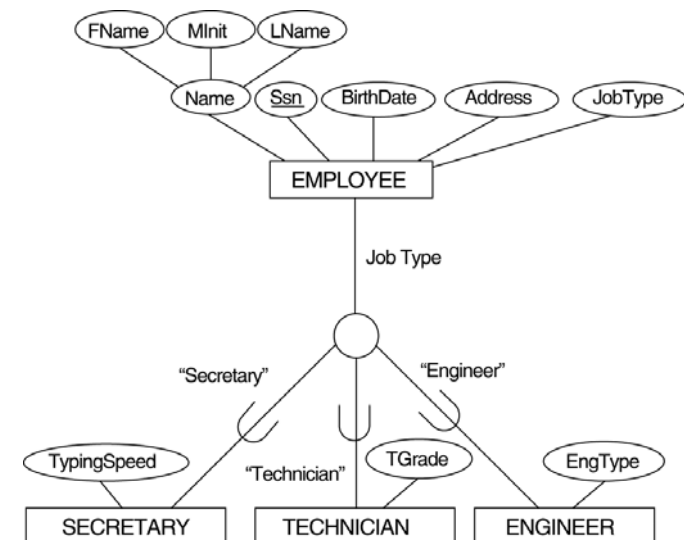 FName MInit LName
Name Ssn BirthDate Address JobType
EMPLOYEE
Job Type
“Secretary” “Engineer”
TypingSpeed “Technician” TGrade EngType
SECRETARY TECHNICIAN ENGINEER